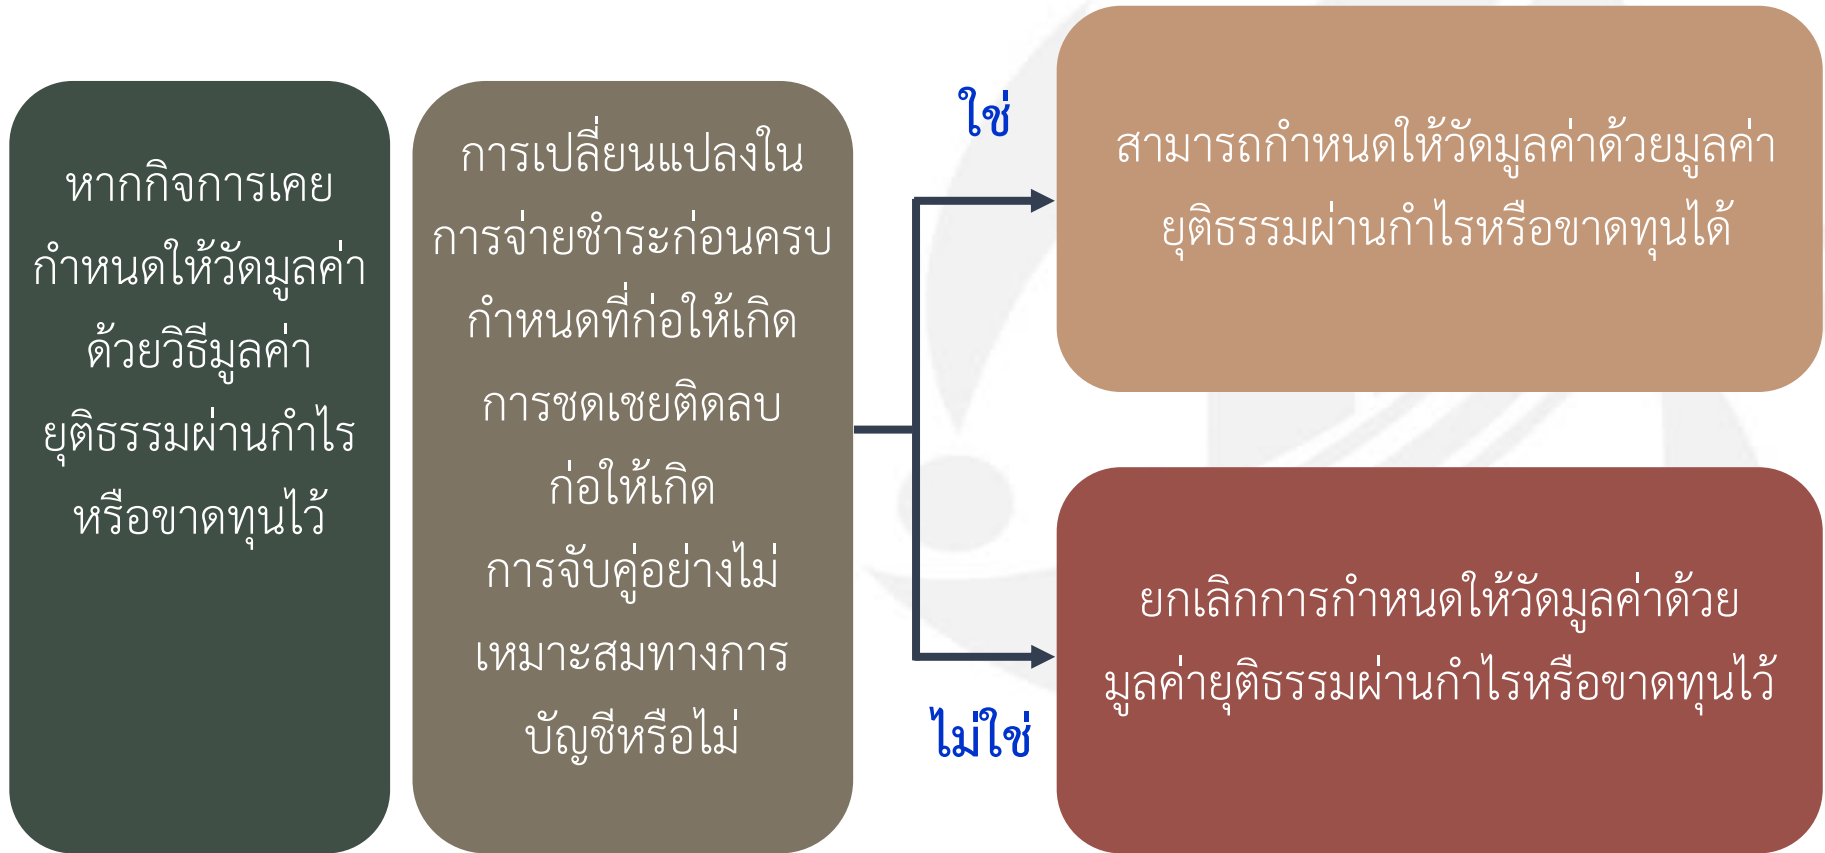 หากกิจการเคย
กำหนดให้วัดมูลค่า
ด้วยวิธีมูลค่า
ยุติธรรมผ่านกำไร
หรือขาดทุนไว้
การเปลี่ยนแปลงใน
การจ่ายชำระก่อนครบ
กำหนดที่ก่อให้เกิด
การชดเชยติดลบ
ก่อให้เกิด
การจับคู่อย่างไม่
เหมาะสมทางการ
บัญชีหรือไม่
ใช่
สามารถกำหนดให้วัดมูลค่าด้วยมูลค่า
ยุติธรรมผ่านกำไรหรือขาดทุนได้
ไม่ใช่
ยกเลิกการกำหนดให้วัดมูลค่าด้วย
มูลค่ายุติธรรมผ่านกำไรหรือขาดทุนไว้